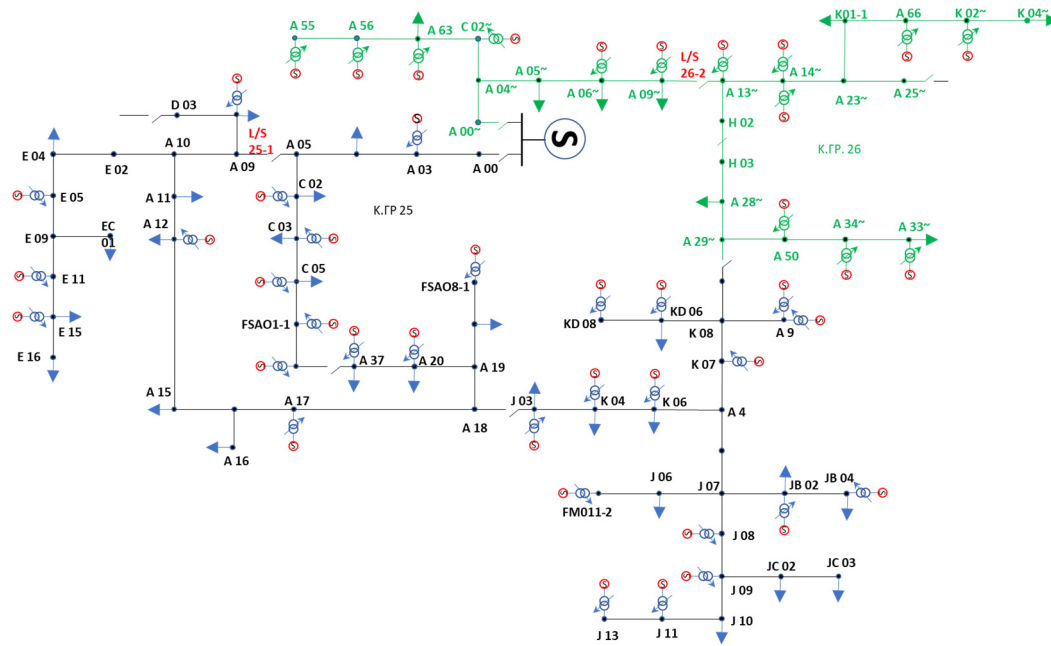 A 55
A 56
A 63
C 02~
S
K01-1
A 66
K 02~
K 04~
S
S
S
S
S
S
S
S
S
S
S
L/S
26-2
A 04~
A 05~
A 06~
A 09~
A 13~
A 14~
A 23~
A 25~
S
S
D 03
L/S
25-1
A 00~
S
H 02
E 04
E 02
A 10
A 09
A 05
S
A 03
A 00
H 03
К.ГР. 26
S
E 05
A 11
S
C 02
К.ГР 25
A 28~
S
EC
01
A 12
S
C 03
S
A 29~
A 50
A 34~
A 33~
E 09
S
E 11
S
C 05
S
FSAO8-1
S
S
S
S
S
S
E 15
FSAO1-1
S
KD 08
KD 06
K 08
A 9
S
E 16
S
S
S
A 37
A 20
A 19
K 07
S
S
S
A 15
A 17
J 03
K 04
K 06
A 4
A 16
S
A 18
S
J 06
J 07
JB 02
JB 04
S
FM011-2
S
S
S
J 08
S
JC 02
JC 03
S
S
J 09
J 13
J 11
J 10